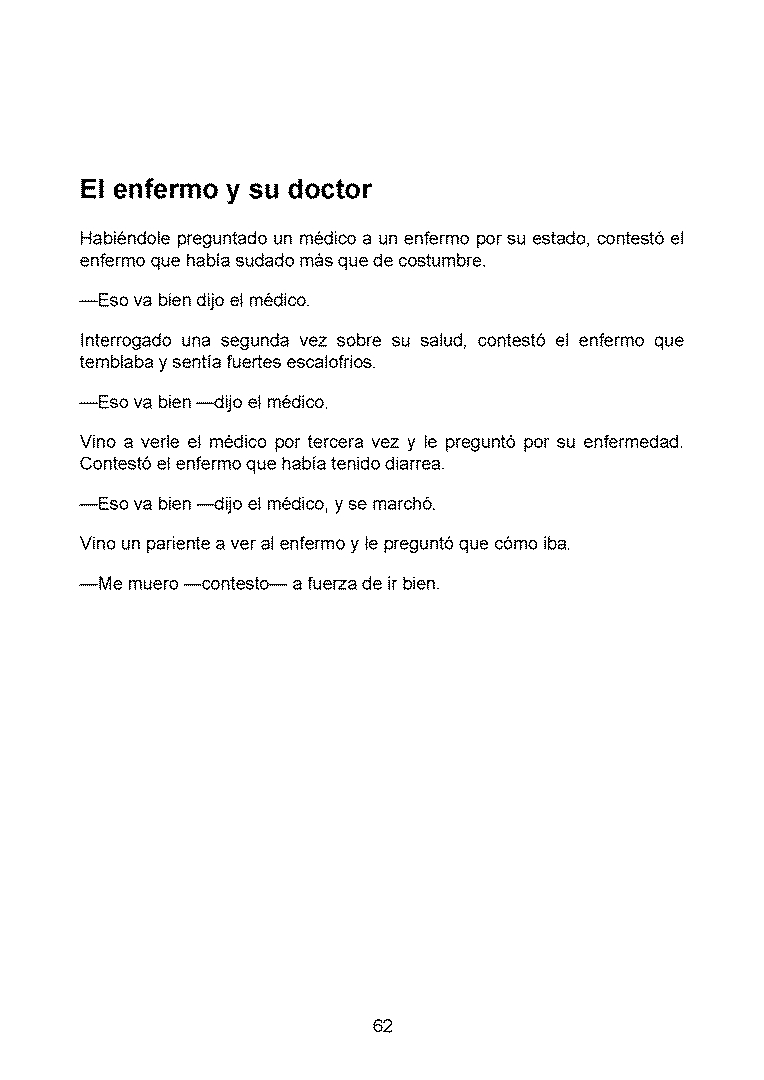 El enfermo y su doctor
Habiéndole preguntado un médico a un enfermo por su estado, contestó el
enfermo que había sudado más que de costumbre.
—Eso va bien dijo el médico.
Interrogado una segunda vez sobre su salud, contestó el enfermo que
temblaba y sentía fuertes escalofrios.
—Eso va bien —dijo el médico.
Vino a verle el médico por tercera vez y le preguntó por su enfermedad.
Contestó el enfermo que había tenido diarrea.
—Eso va bien —dijo el médico, y se marchó.
Vino un pariente a ver al enfermo y le preguntó que cómo iba.
—Me muero —contesto— a fuerza de ir bien.
62